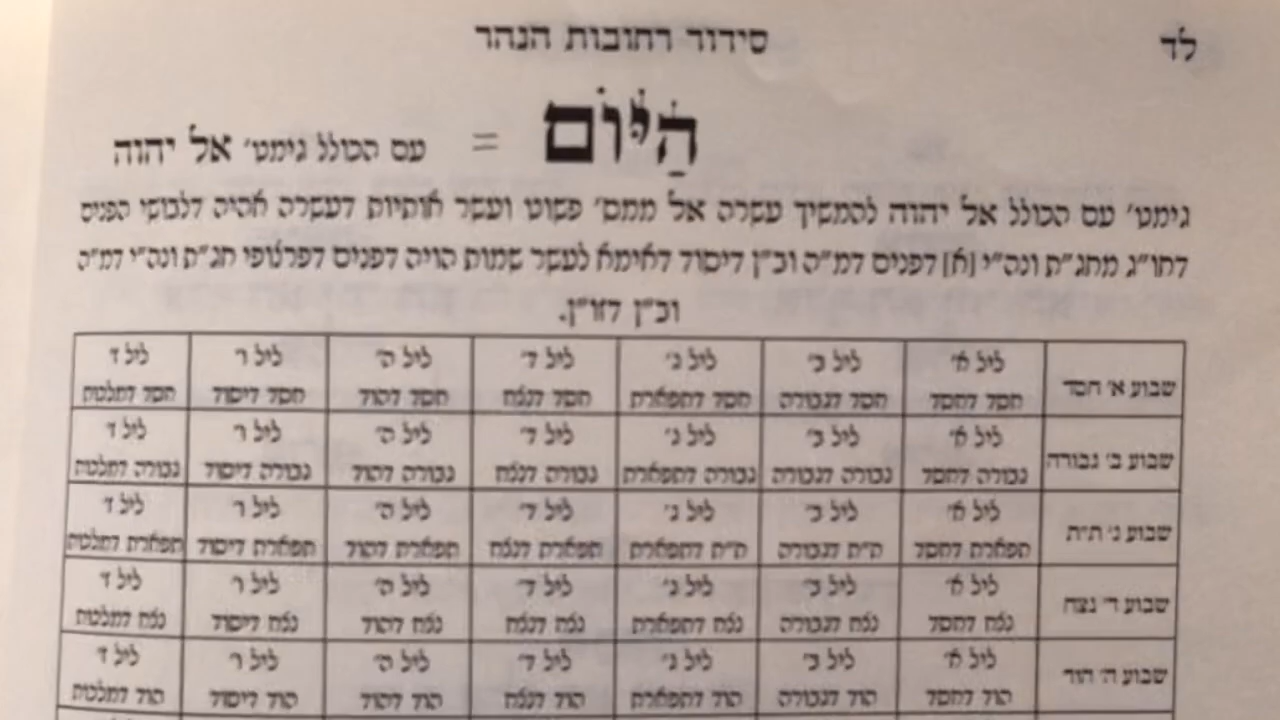 לד
סידור רחובות הנהר
הַיּוֹם = עם הכולל גימט׳ אל יהוה
גימט׳ עם הכולל אל יהוה להמשיך עשרה אל ממס׳ פשוט ועשר אותיות דעשרה אהיה דלבושי הפנים
דחו״ג מחג״ת ונה״י [א] דפנים דמ״ה וב״ן דיסוד דאימא לעשר שמות הויה דפנים דפרצופי חג״ת ונה״י דמ״ה
וב״ן דזו״ן.
שבוע א׳ חסד ליל א׳ ליל ב׳ ליל ג׳ ליל ד׳ ליל ה׳ ליל ו ליל ז
חסד דחסד חסד דגבורה חסד דתפארת חסד דנצח חסד דהוד חסד דיסוד חסד דמלכות
שבוע ב׳ גבורה ליל א׳ ליל ב׳ ליל ג׳ ליל ד׳ ליל ה׳ ליל ו ליל ז
גבורה דחסד גבורה דגבורה גבורה דתפארת גבורה דנצח גבורה דהוד גבורה דיסוד גבורה דמלכות
שבוע ג׳ ת״ת ליל א׳ ליל ב׳ ליל ג׳ ליל ד׳ ליל ה׳ ליל ו ליל ז
תפארת דחסד ת״ת דגבורה ת״ת דתפארת תפארת דנצח תפארת דהוד תפארת דיסוד תפארת דמלכות
שבוע ד׳ נצח ליל א׳ ליל ב׳ ליל ג׳ ליל ד׳ ליל ה׳ ליל ו ליל ז
נצח דחסד נצח דגבורה נצח דתפארת נצח דנצח נצח דהוד נצח דיסוד נצח דמלכות
שבוע ה׳ הוד ליל א׳ ליל ב׳ ליל ג׳ ליל ד׳ ליל ה׳ ליל ו ליל ז
הוד דחסד הוד דגבורה הוד דתפארת הוד דנצח הוד דהוד הוד דיסוד הוד דמלכות